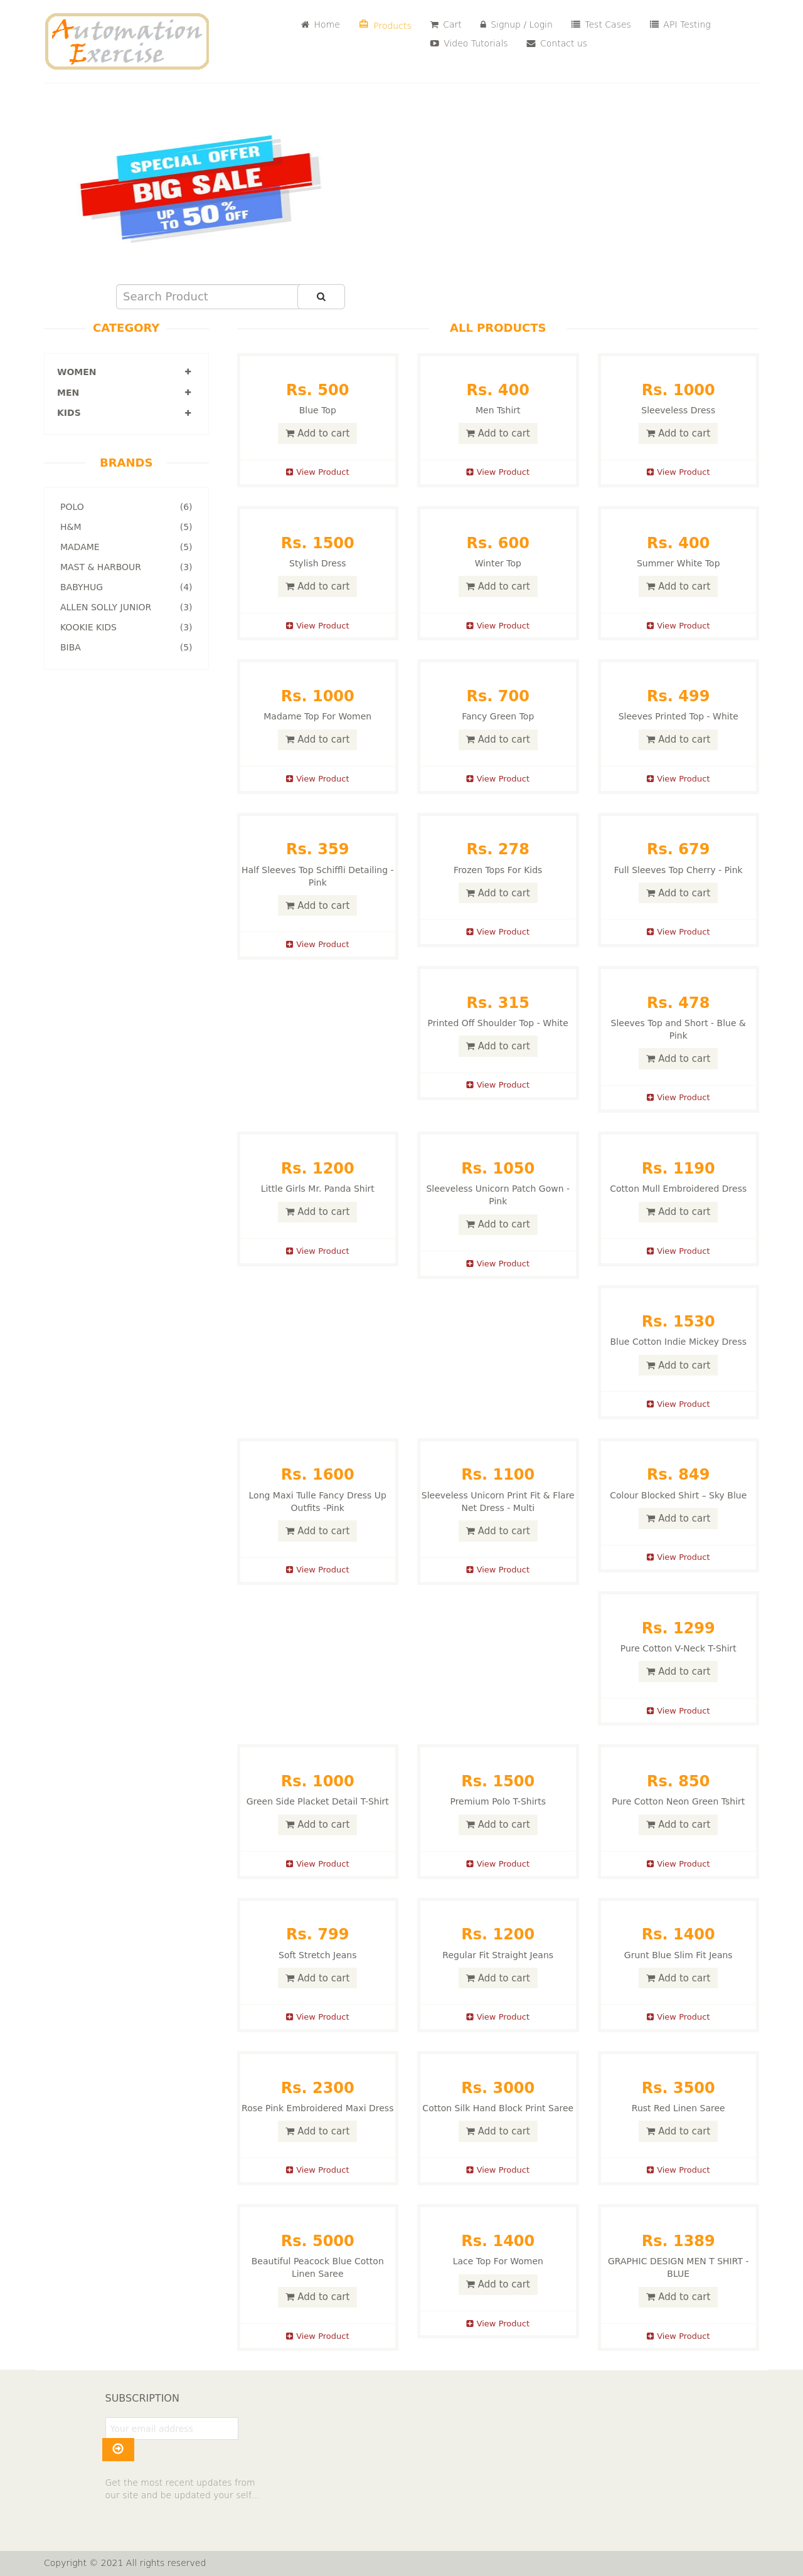 Automation
Exercise
Home
Products
Cart
Signup / Login
Test Cases
API Testing
Video Tutorials
Contact us
SPECIAL OFFER
BIG SALE
UP TO 50% OFF
Search Product
CATEGORY
WOMEN
MEN
KIDS
BRANDS
POLO (6)
H&M (5)
MADAME (5)
MAST & HARBOUR (3)
BABYHUG (4)
ALLEN SOLLY JUNIOR (3)
KOOKIE KIDS (3)
BIBA (5)
ALL PRODUCTS
Rs. 500
Blue Top
Add to cart
View Product
Rs. 400
Men Tshirt
Add to cart
View Product
Rs. 1000
Sleeveless Dress
Add to cart
View Product
Rs. 1500
Stylish Dress
Add to cart
View Product
Rs. 600
Winter Top
Add to cart
View Product
Rs. 400
Summer White Top
Add to cart
View Product
Rs. 1000
Madame Top For Women
Add to cart
View Product
Rs. 700
Fancy Green Top
Add to cart
View Product
Rs. 499
Sleeves Printed Top - White
Add to cart
View Product
Rs. 359
Half Sleeves Top Schiffli Detailing -
Pink
Add to cart
View Product
Rs. 278
Frozen Tops For Kids
Add to cart
View Product
Rs. 679
Full Sleeves Top Cherry - Pink
Add to cart
View Product
Rs. 315
Printed Off Shoulder Top - White
Add to cart
View Product
Rs. 478
Sleeves Top and Short - Blue &
Pink
Add to cart
View Product
Rs. 1200
Little Girls Mr. Panda Shirt
Add to cart
View Product
Rs. 1050
Sleeveless Unicorn Patch Gown -
Pink
Add to cart
View Product
Rs. 1190
Cotton Mull Embroidered Dress
Add to cart
View Product
Rs. 1530
Blue Cotton Indie Mickey Dress
Add to cart
View Product
Rs. 1600
Long Maxi Tulle Fancy Dress Up
Outfits -Pink
Add to cart
View Product
Rs. 1100
Sleeveless Unicorn Print Fit & Flare
Net Dress - Multi
Add to cart
View Product
Rs. 849
Colour Blocked Shirt – Sky Blue
Add to cart
View Product
Rs. 1299
Pure Cotton V-Neck T-Shirt
Add to cart
View Product
Rs. 1000
Green Side Placket Detail T-Shirt
Add to cart
View Product
Rs. 1500
Premium Polo T-Shirts
Add to cart
View Product
Rs. 850
Pure Cotton Neon Green Tshirt
Add to cart
View Product
Rs. 799
Soft Stretch Jeans
Add to cart
View Product
Rs. 1200
Regular Fit Straight Jeans
Add to cart
View Product
Rs. 1400
Grunt Blue Slim Fit Jeans
Add to cart
View Product
Rs. 2300
Rose Pink Embroidered Maxi Dress
Add to cart
View Product
Rs. 3000
Cotton Silk Hand Block Print Saree
Add to cart
View Product
Rs. 3500
Rust Red Linen Saree
Add to cart
View Product
Rs. 5000
Beautiful Peacock Blue Cotton
Linen Saree
Add to cart
View Product
Rs. 1400
Lace Top For Women
Add to cart
View Product
Rs. 1389
GRAPHIC DESIGN MEN T SHIRT -
BLUE
Add to cart
View Product
SUBSCRIPTION
Your email address
Get the most recent updates from
our site and be updated your self..
Copyright © 2021 All rights reserved